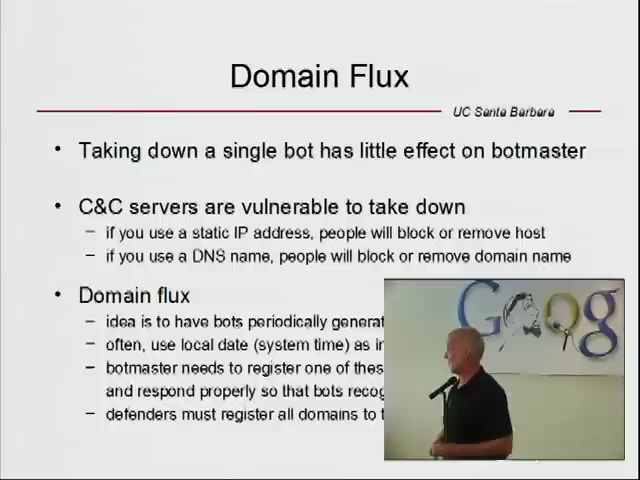 Domain Flux
UC Santa Barbara
• Taking down a single bot has little effect on botmaster
• C&C servers are vulnerable to take down
– if you use a static IP address, people will block or remove host
– if you use a DNS name, people will block or remove domain name
• Domain flux
– idea is to have bots periodically generat
– often, use local date (system time) as in
– botmaster needs to register one of thes
and respond properly so that bots recog
– defenders must register all domains to t
Goog